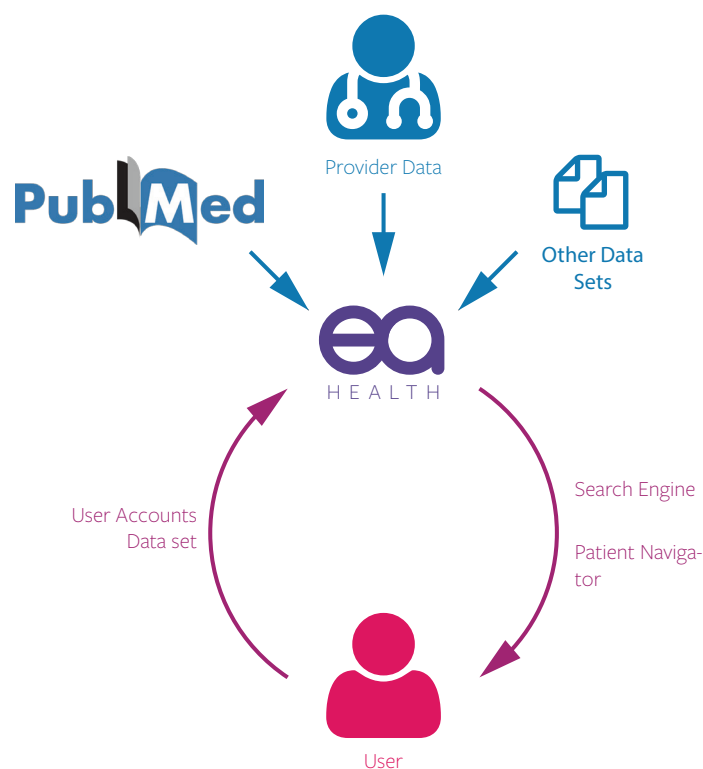 Provider Data
PubMed
Other Data
Sets
ea
HEALTH
User Accounts
Data set
Search Engine
Patient Naviga-
tor
User